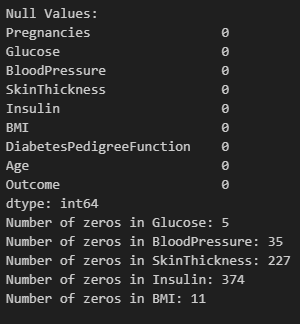 Null Values:
Pregnancies 0
Glucose 0
BloodPressure 0
SkinThickness 0
Insulin 0
BMI 0
DiabetesPedigreeFunction 0
Age 0
Outcome 0
dtype: int64
Number of zeros in Glucose: 5
Number of zeros in BloodPressure: 35
Number of zeros in SkinThickness: 227
Number of zeros in Insulin: 374
Number of zeros in BMI: 11